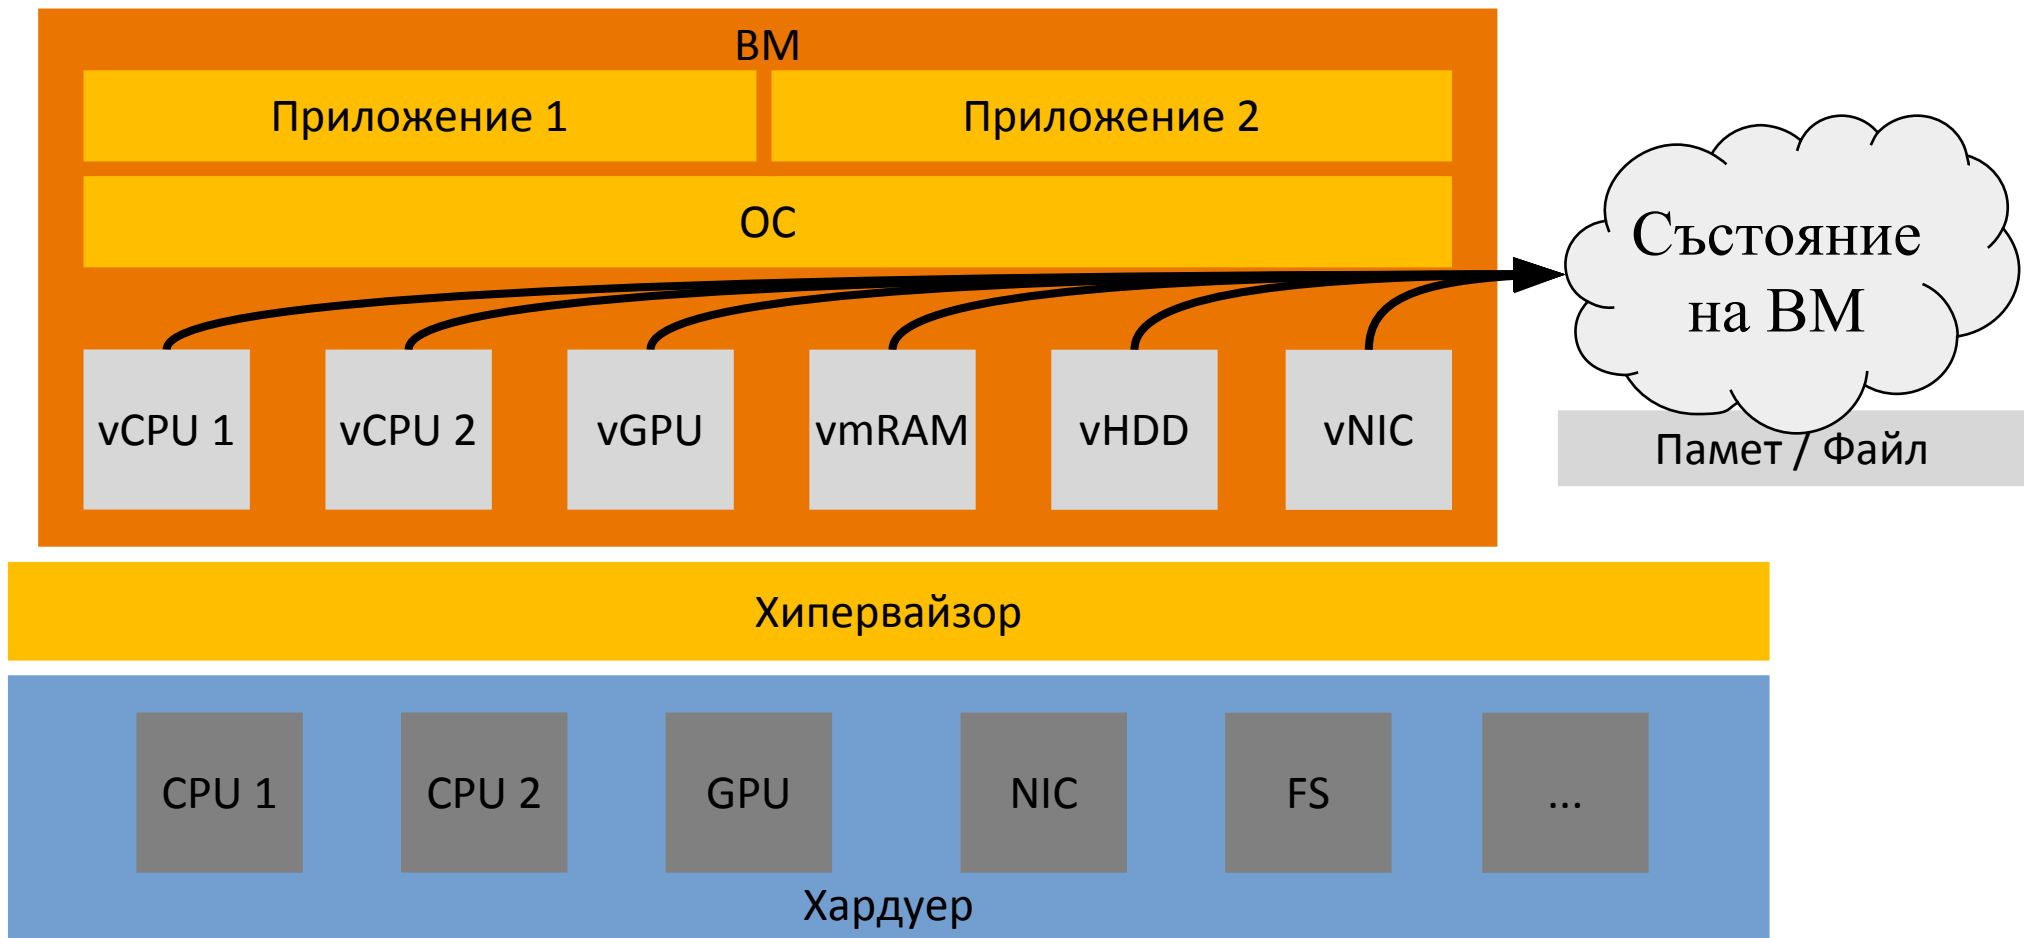 ВМ
Приложение 1
Приложение 2
ОС
Състояние
на ВМ
vCPU 1
vCPU 2
vGPU
vmRAM
vHDD
vNIC
Памет / Файл
Хипервайзор
CPU 1
CPU 2
GPU
NIC
FS
...
Хардуер